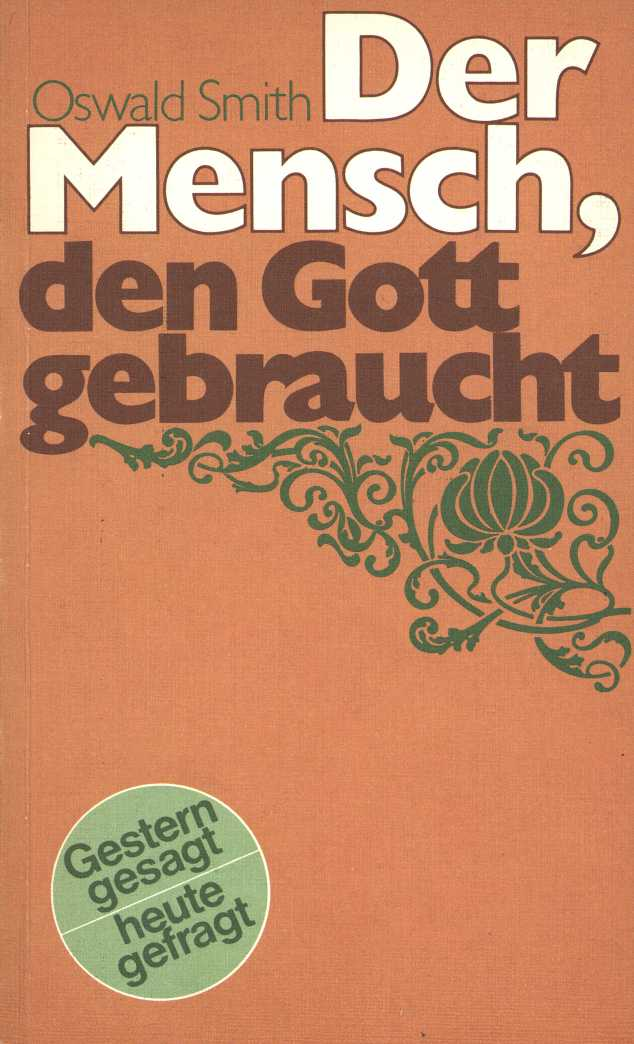 Oswald Smith Der
Mensch,
den Gott
gebraucht
Gestern
gesagt
heute
gefragt